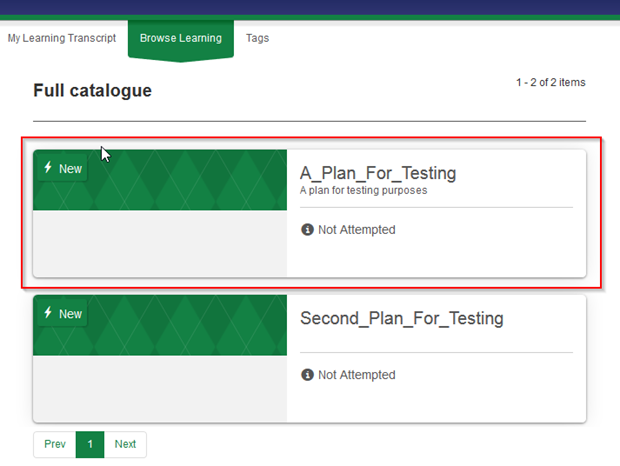 My Learning Transcript Browse Learning Tags
Full catalogue
1 - 2 of 2 items
New
A_Plan_For_Testing
A plan for testing purposes
Not Attempted
New
Second_Plan_For_Testing
Not Attempted
Prev 1 Next